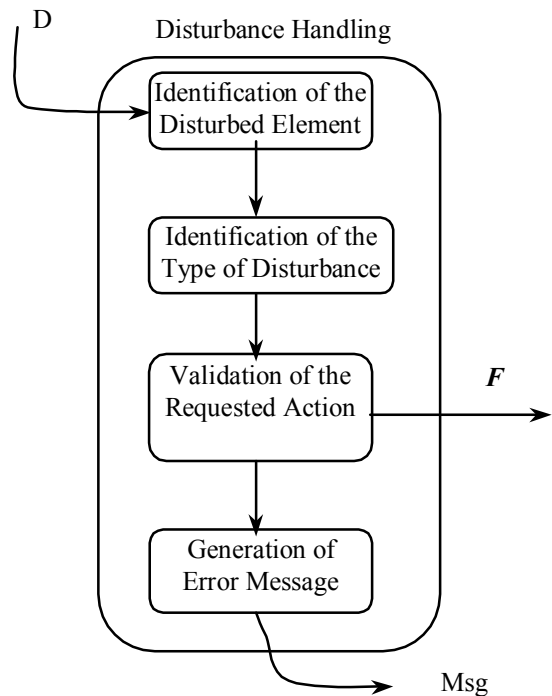 D
Disturbance Handling
Identification of the
Disturbed Element
Identification of the
Type of Disturbance
Validation of the
Requested Action
F
Generation of
Error Message
Msg